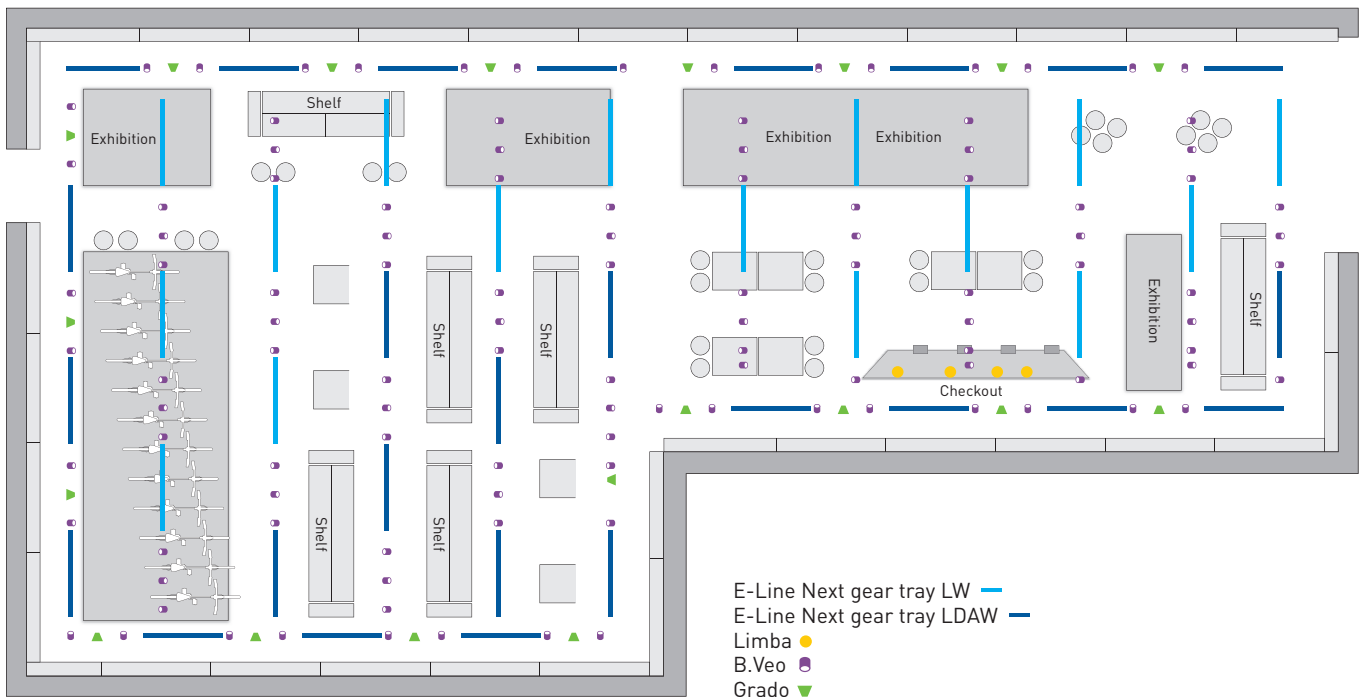 Shelf
Exhibition
Exhibition
Exhibition
Exhibition
Shelf
Shelf
Exhibition
Shelf
Checkout
Shelf
Shelf
E-Line Next gear tray LW
E-Line Next gear tray LDAW
Limba
B.Veo
Grado